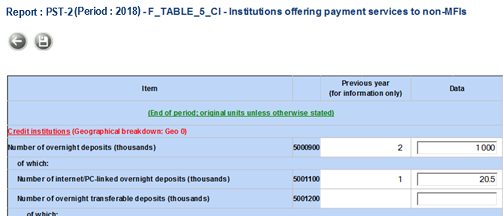 Report : PST-2 (Period : 2018) - F_TABLE_5_CI - Institutions offering payment services to non-MFIs
Item
Previous year
(for information only)
Data
(End of period; original units unless otherwise stated)
Credit institutions (Geographical breakdown: Geo 0)
Number of overnight deposits (thousands) 5000900 2 1000
of which:
Number of internet/PC-linked overnight deposits (thousands) 5001100 1 20.5
Number of overnight transferable deposits (thousands) 5001200
of which: